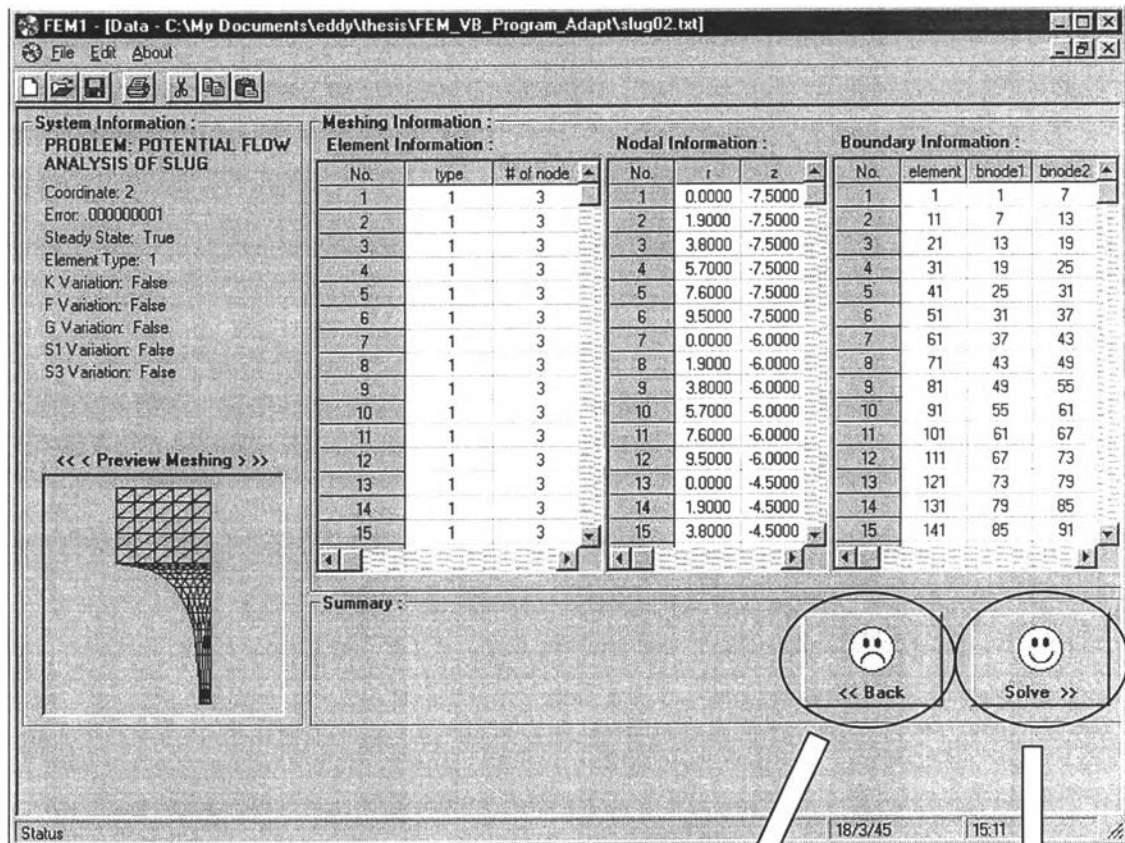 FEM1 - [Data - C:\My Documents\eddy\thesis\FEM_VB_Program_Adapt\slug02.txt]
File Edit About
System Information :
PROBLEM: POTENTIAL FLOW
ANALYSIS OF SLUG
Coordinate: 2
Error: .000000001
Steady State: True
Element Type: 1
K Variation: False
F Variation: False
G Variation: False
S1 Variation: False
S3 Variation: False
<< < Preview Meshing > >>
Meshing Information :
Element Information :
No. type # of node
1 1 3
2 1 3
3 1 3
4 1 3
5 1 3
6 1 3
7 1 3
8 1 3
9 1 3
10 1 3
11 1 3
12 1 3
13 1 3
14 1 3
15 1 3
Nodal Information :
No. r z
1 0.0000 -7.5000
2 1.9000 -7.5000
3 3.8000 -7.5000
4 5.7000 -7.5000
5 7.6000 -7.5000
6 9.5000 -7.5000
7 0.0000 -6.0000
8 1.9000 -6.0000
9 3.8000 -6.0000
10 5.7000 -6.0000
11 7.6000 -6.0000
12 9.5000 -6.0000
13 0.0000 -4.5000
14 1.9000 -4.5000
15 3.8000 -4.5000
Boundary Information :
No. element bnode1 bnode2
1 1 1 7
2 11 7 13
3 21 13 19
4 31 19 25
5 41 25 31
6 51 31 37
7 61 37 43
8 71 43 49
9 81 49 55
10 91 55 61
11 101 61 67
12 111 67 73
13 121 73 79
14 131 79 85
15 141 85 91
Summary :
<< Back
Solve >>
Status
18/3/45
15:11